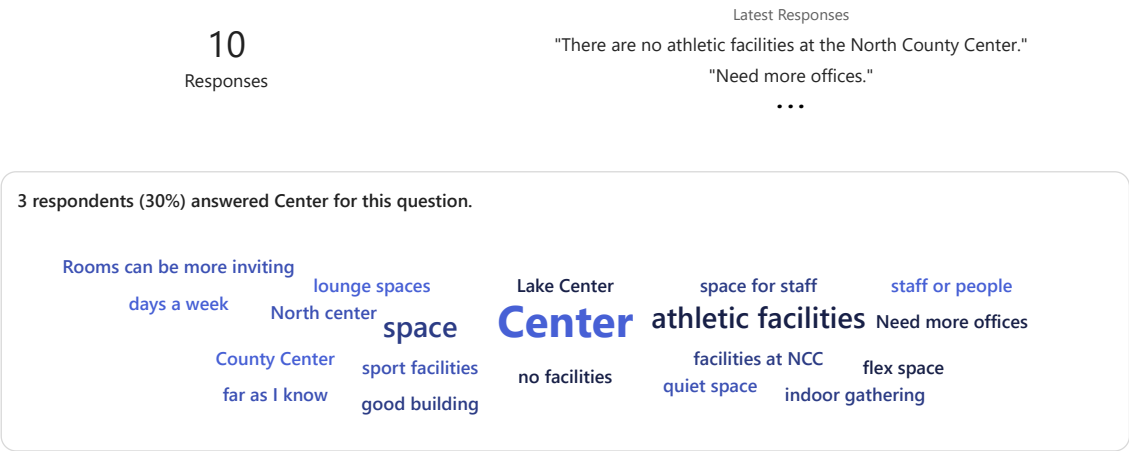 10
Responses
Latest Responses
"There are no athletic facilities at the North County Center."
"Need more offices."
...
3 respondents (30%) answered Center for this question.
Rooms can be more inviting
lounge spaces
Lake Center
space for staff
staff or people
days a week
North center
space
Center
athletic facilities
Need more offices
County Center
sport facilities
no facilities
facilities at NCC
flex space
far as I know
good building
quiet space
indoor gathering